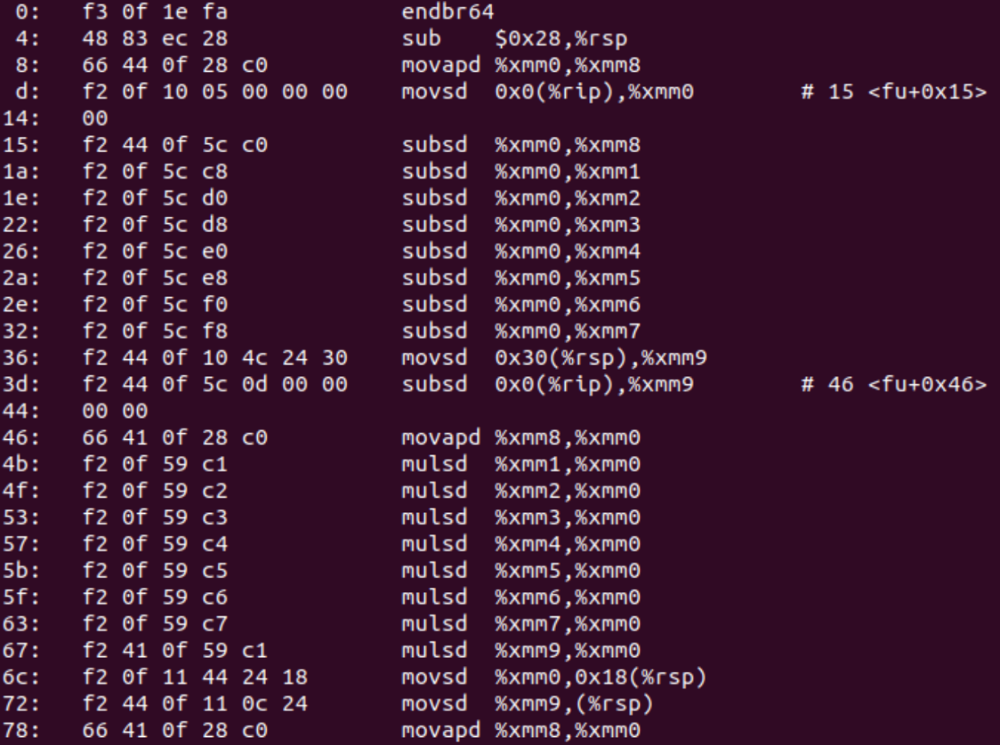 0:    f3 0f 1e fa             endbr64
4:    48 83 ec 28             sub    $0x28,%rsp
8:    66 44 0f 28 c0          movapd %xmm0,%xmm8
d:    f2 0f 10 05 00 00 00    movsd  0x0(%rip),%xmm0        # 15 <fu+0x15>
14:   00
15:   f2 44 0f 5c c0          subsd  %xmm0,%xmm8
1a:   f2 0f 5c c8             subsd  %xmm0,%xmm1
1e:   f2 0f 5c d0             subsd  %xmm0,%xmm2
22:   f2 0f 5c d8             subsd  %xmm0,%xmm3
26:   f2 0f 5c e0             subsd  %xmm0,%xmm4
2a:   f2 0f 5c e8             subsd  %xmm0,%xmm5
2e:   f2 0f 5c f0             subsd  %xmm0,%xmm6
32:   f2 0f 5c f8             subsd  %xmm0,%xmm7
36:   f2 44 0f 10 4c 24 30    movsd  0x30(%rsp),%xmm9
3d:   f2 44 0f 5c 0d 00 00    subsd  0x0(%rip),%xmm9        # 46 <fu+0x46>
44:   00 00
46:   66 41 0f 28 c0          movapd %xmm8,%xmm0
4b:   f2 0f 59 c1             mulsd  %xmm1,%xmm0
4f:   f2 0f 59 c2             mulsd  %xmm2,%xmm0
53:   f2 0f 59 c3             mulsd  %xmm3,%xmm0
57:   f2 0f 59 c4             mulsd  %xmm4,%xmm0
5b:   f2 0f 59 c5             mulsd  %xmm5,%xmm0
5f:   f2 0f 59 c6             mulsd  %xmm6,%xmm0
63:   f2 0f 59 c7             mulsd  %xmm7,%xmm0
67:   f2 41 0f 59 c1          mulsd  %xmm9,%xmm0
6c:   f2 0f 11 44 24 18       movsd  %xmm0,0x18(%rsp)
72:   f2 44 0f 11 0c 24       movsd  %xmm9,(%rsp)
78:   66 41 0f 28 c0          movapd %xmm8,%xmm0